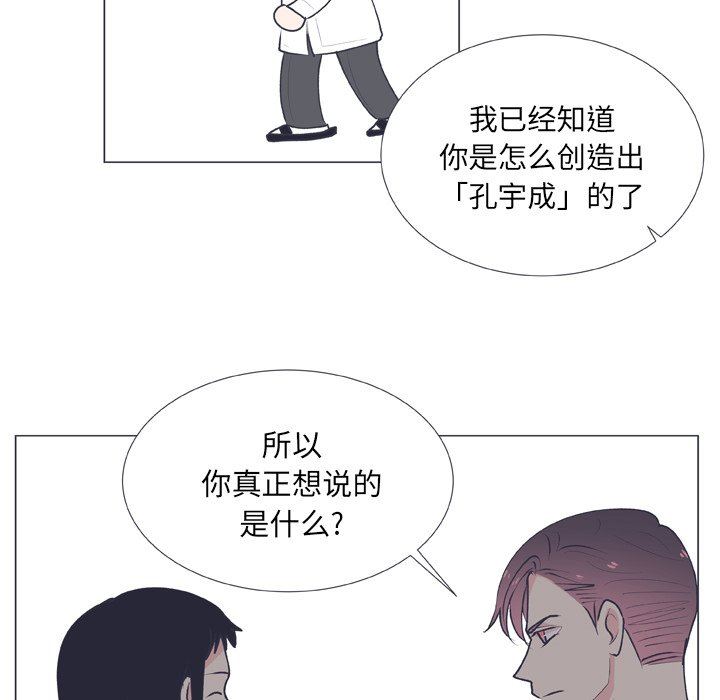 我已经知道
你是怎么创造出
「孔宇成」的了
所以
你真正想说的
是什么?